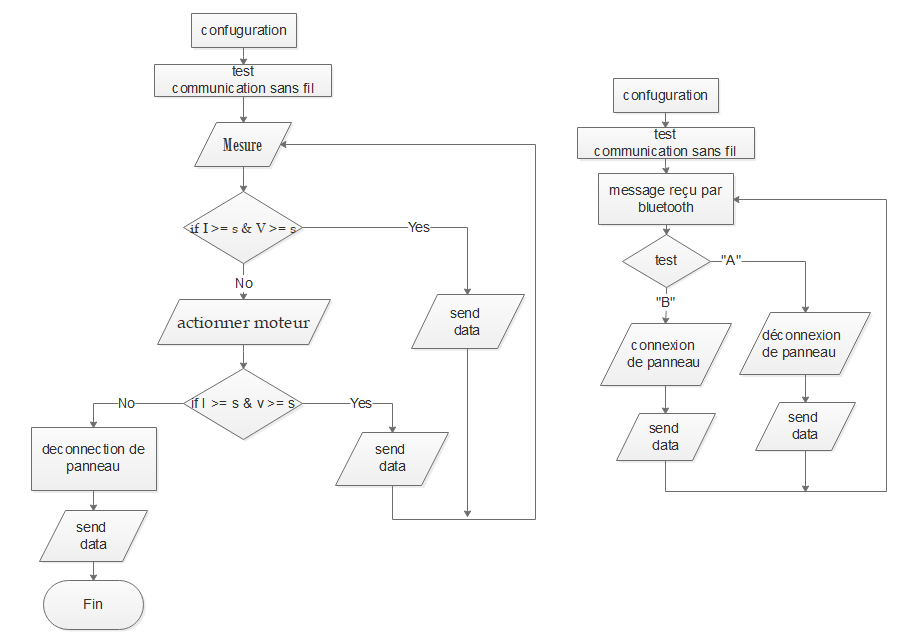 confuguration
test
communication sans fil
Mesure
if I >= s & V >= s
Yes
No
actionner moteur
send
data
if I >= s & v >= s
No
Yes
deconnection de
panneau
send
data
send
data
Fin
confuguration
test
communication sans fil
message reçu par
bluetooth
test
"A"
"B"
connexion
de panneau
déconnexion
de panneau
send
data
send
data